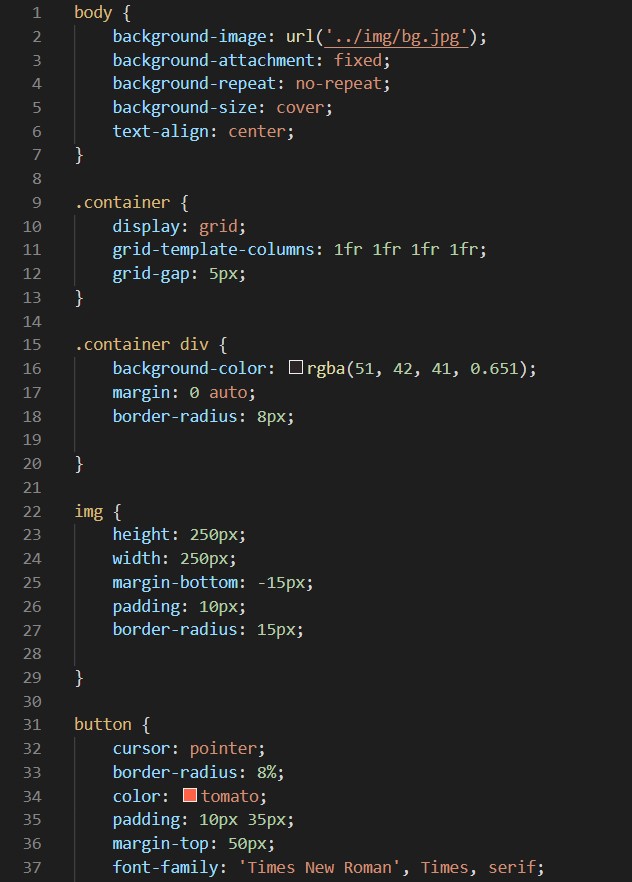 1 body {
2 background-image: url('../img/bg.jpg');
3 background-attachment: fixed;
4 background-repeat: no-repeat;
5 background-size: cover;
6 text-align: center;
7 }
8
9 .container {
10 display: grid;
11 grid-template-columns: 1fr 1fr 1fr 1fr;
12 grid-gap: 5px;
13 }
14
15 .container div {
16 background-color: rgba(51, 42, 41, 0.651);
17 margin: 0 auto;
18 border-radius: 8px;
19
20 }
21
22 img {
23 height: 250px;
24 width: 250px;
25 margin-bottom: -15px;
26 padding: 10px;
27 border-radius: 15px;
28
29 }
30
31 button {
32 cursor: pointer;
33 border-radius: 8%;
34 color: tomato;
35 padding: 10px 35px;
36 margin-top: 50px;
37 font-family: 'Times New Roman', Times, serif;